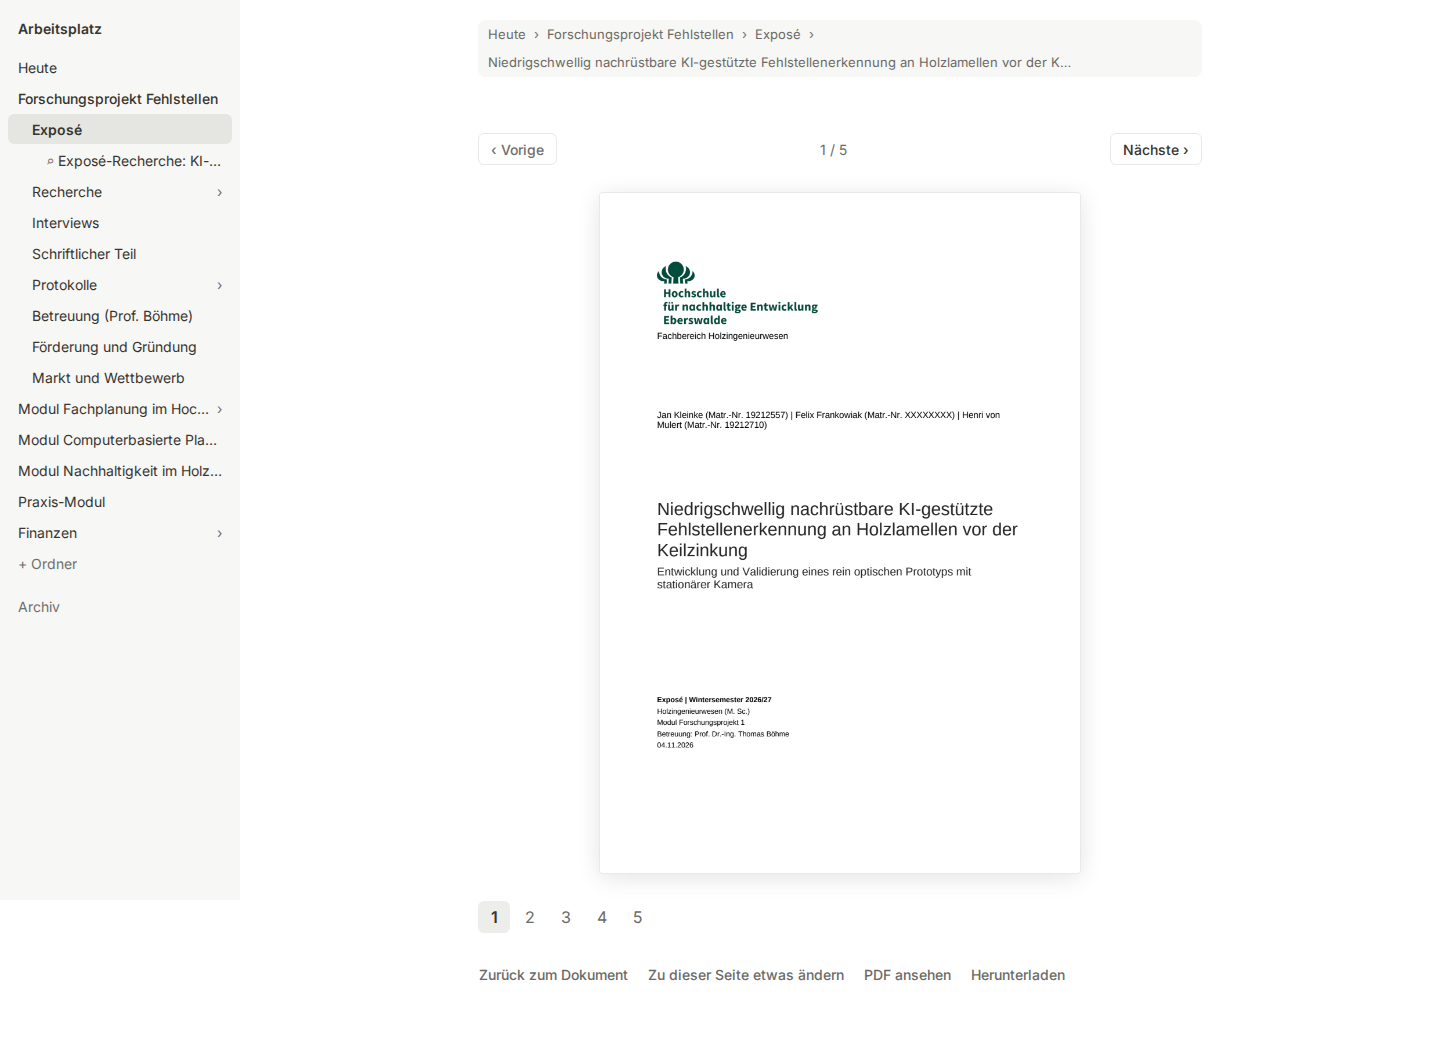 Arbeitsplatz
Heute
Forschungsprojekt Fehlstellen
Exposé
Exposé-Recherche: KI-...
Recherche ›
Interviews
Schriftlicher Teil
Protokolle ›
Betreuung (Prof. Böhme)
Förderung und Gründung
Markt und Wettbewerb
Modul Fachplanung im Hoc... ›
Modul Computerbasierte Pla...
Modul Nachhaltigkeit im Holz...
Praxis-Modul
Finanzen ›
+ Ordner
Archiv
Heute › Forschungsprojekt Fehlstellen › Exposé ›
Niedrigschwellig nachrüstbare KI-gestützte Fehlstellenerkennung an Holzlamellen vor der K...
‹ Vorige
1 / 5
Nächste ›
Hochschule
für nachhaltige Entwicklung
Eberswalde
Fachbereich Holzingenieurwesen
Jan Kleinke (Matr.-Nr. 19212557) | Felix Frankowiak (Matr.-Nr. XXXXXXXX) | Henri von
Mulert (Matr.-Nr. 19212710)
Niedrigschwellig nachrüstbare KI-gestützte
Fehlstellenerkennung an Holzlamellen vor der
Keilzinkung
Entwicklung und Validierung eines rein optischen Prototyps mit
stationärer Kamera
Exposé | Wintersemester 2026/27
Holzingenieurwesen (M. Sc.)
Modul Forschungsprojekt 1
Betreuung: Prof. Dr.-Ing. Thomas Böhme
04.11.2026
1 2 3 4 5
Zurück zum Dokument Zu dieser Seite etwas ändern PDF ansehen Herunterladen